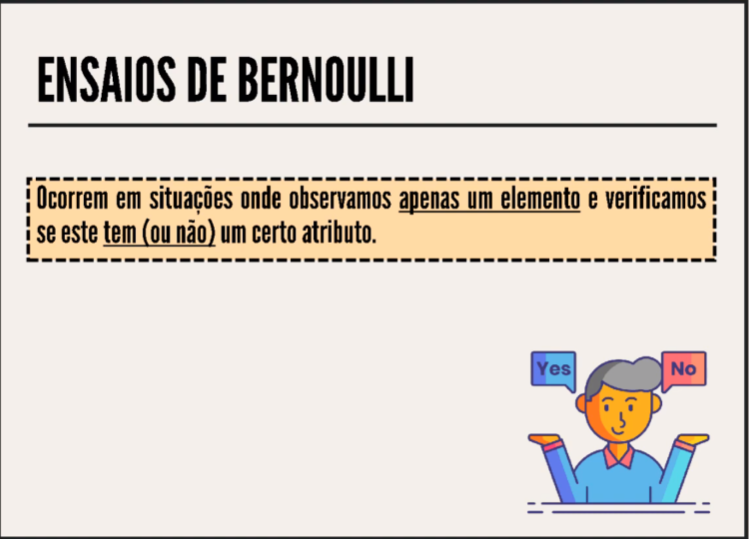 ENSAIOS DE BERNOULLI
Ocorrem em situações onde observamos apenas um elemento e verificamos
se este tem (ou não) um certo atributo.
Yes
No